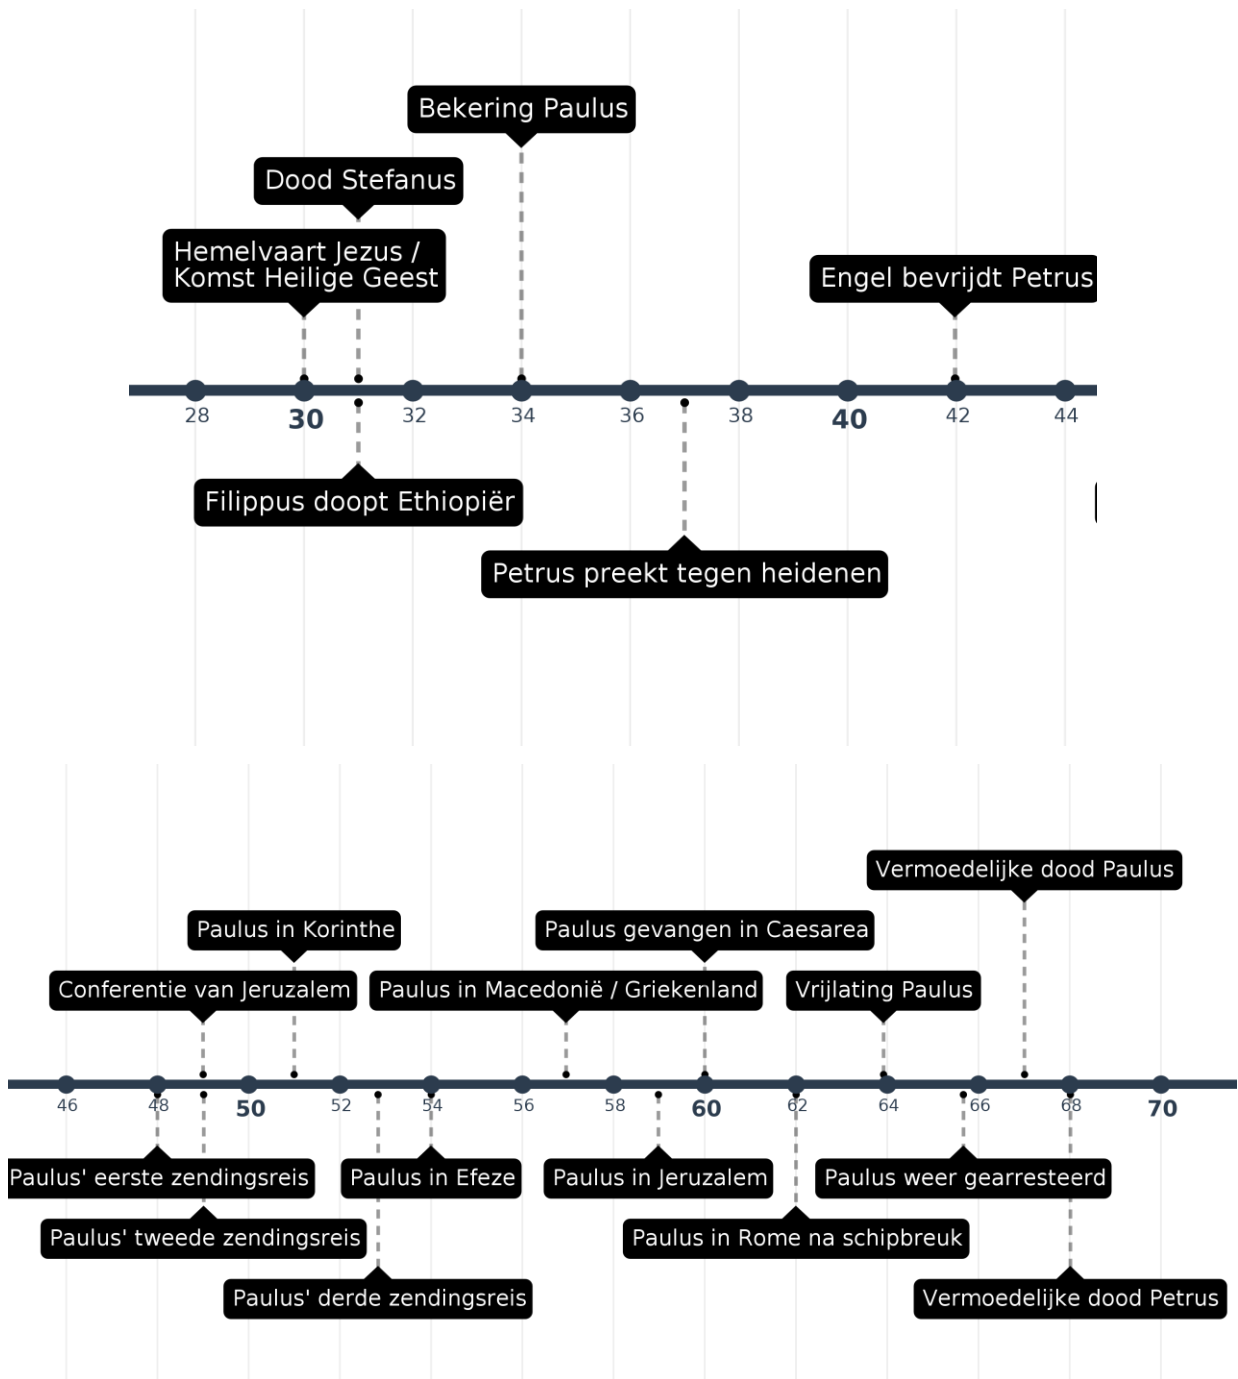 Bekering Paulus
Dood Stefanus
Hemelvaart Jezus /
Komst Heilige Geest
Engel bevrijdt Petrus
28 30 32 34 36 38 40 42 44
Filippus doopt Ethiopiër
Petrus preekt tegen heidenen
Vermoedelijke dood Paulus
Paulus in Korinthe
Paulus gevangen in Caesarea
Conferentie van Jeruzalem
Paulus in Macedonië / Griekenland
Vrijlating Paulus
46 48 50 52 54 56 58 60 62 64 66 68 70
Paulus' eerste zendingsreis
Paulus in Efeze
Paulus in Jeruzalem
Paulus weer gearresteerd
Paulus' tweede zendingsreis
Paulus in Rome na schipbreuk
Paulus' derde zendingsreis
Vermoedelijke dood Petrus